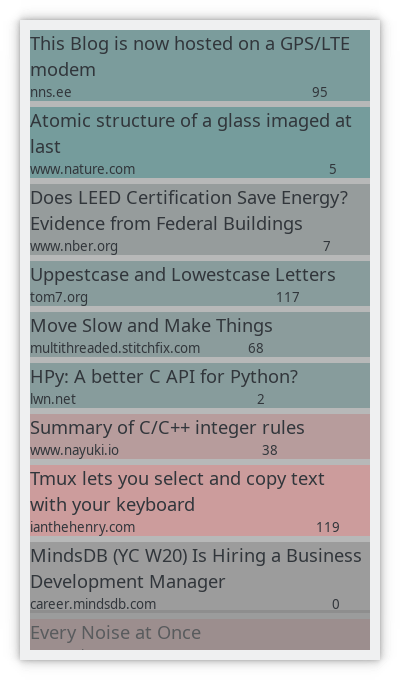 This Blog is now hosted on a GPS/LTE
modem
nns.ee 95
Atomic structure of a glass imaged at
last
www.nature.com 5
Does LEED Certification Save Energy?
Evidence from Federal Buildings
www.nber.org 7
Uppestcase and Lowestcase Letters
tom7.org 117
Move Slow and Make Things
multithreaded.stitchfix.com 68
HPy: A better C API for Python?
lwn.net 2
Summary of C/C++ integer rules
www.nayuki.io 38
Tmux lets you select and copy text
with your keyboard
ianthehenry.com 119
MindsDB (YC W20) Is Hiring a Business
Development Manager
career.mindsdb.com 0
Every Noise at Once